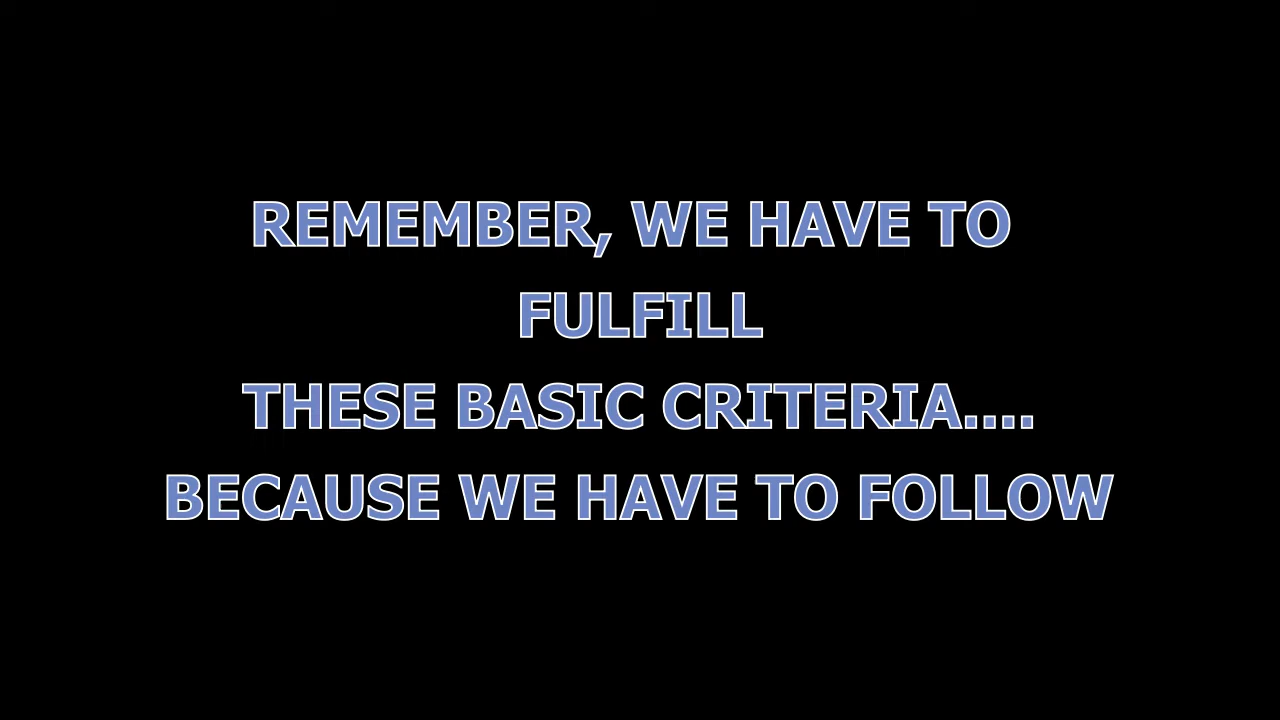 REMEMBER, WE HAVE TO
FULFILL
THESE BASIC CRITERIA....
BECAUSE WE HAVE TO FOLLOW